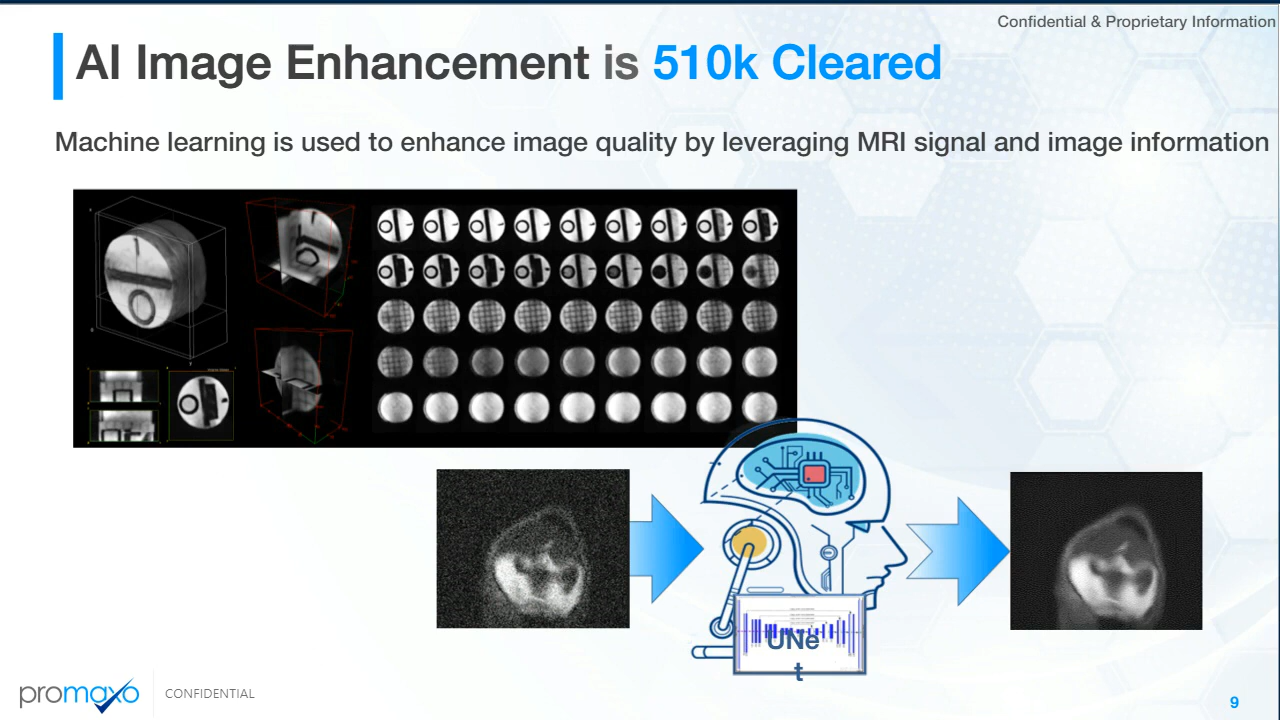 Confidential & Proprietary Information
AI Image Enhancement is 510k Cleared
Machine learning is used to enhance image quality by leveraging MRI signal and image information
UNe
t
promaxo
CONFIDENTIAL
9